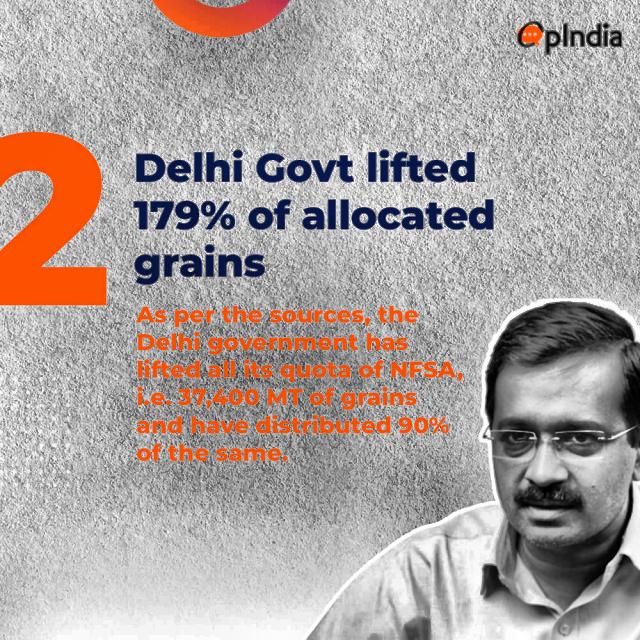 OpIndia
2
Delhi Govt lifted
179% of allocated
grains
As per the sources, the
Delhi government has
lifted all its quota of NFSA,
i.e. 37,400 MT of grains
and have distributed 90%
of the same.